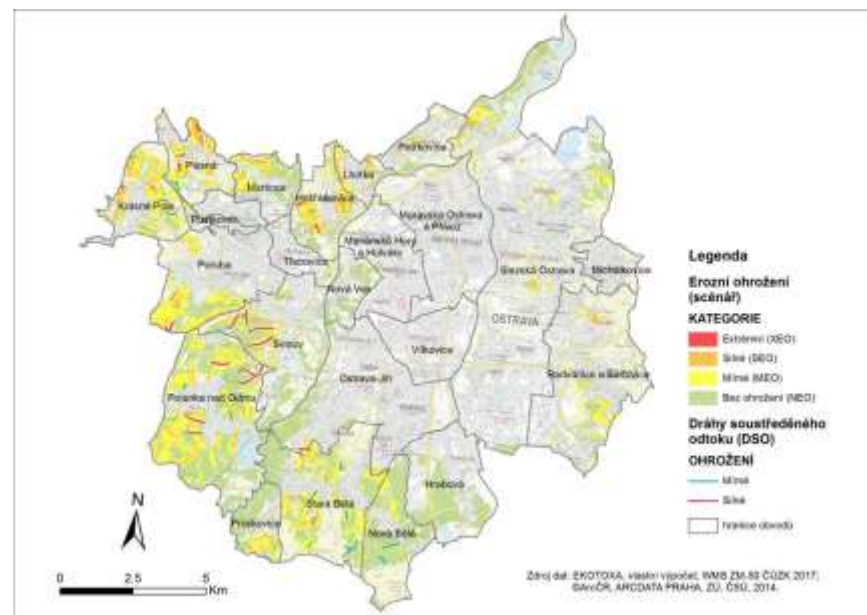 Petřkovice
Plesná
Lhotka
Martinov
Hošťálkovice
Krásné Pole
Moravská Ostrava
a Přívoz
Pustkovec
Mariánské Hory
a Hulváky
Třebovice
Poruba
Slezská Ostrava
Michálkovice
Nová Ves
OSTRAVA
Svinov
Vítkovice
Ostrava-Jih
Radvanice a Bartovice
Polanka nad Odrou
Hrabová
Stará Bělá
Proskovice
Nová Bělá
N
0 2.5 5
Km
Legenda
Erozní ohrožení
(scénář)
KATEGORIE
Extrémní (XEO)
Silné (SEO)
Mírné (MEO)
Bez ohrožení (NEO)
Dráhy soustředěného
odtoku (DSO)
OHROŽENÍ
Mírné
Silné
hranice obvodů
Zdroj dat: EKOTOXA, vlastní výpočet, WMS ZM-50 ČÚZK 2017;
©ArcČR, ARCDATA PRAHA, ZÚ, ČSÚ, 2014.